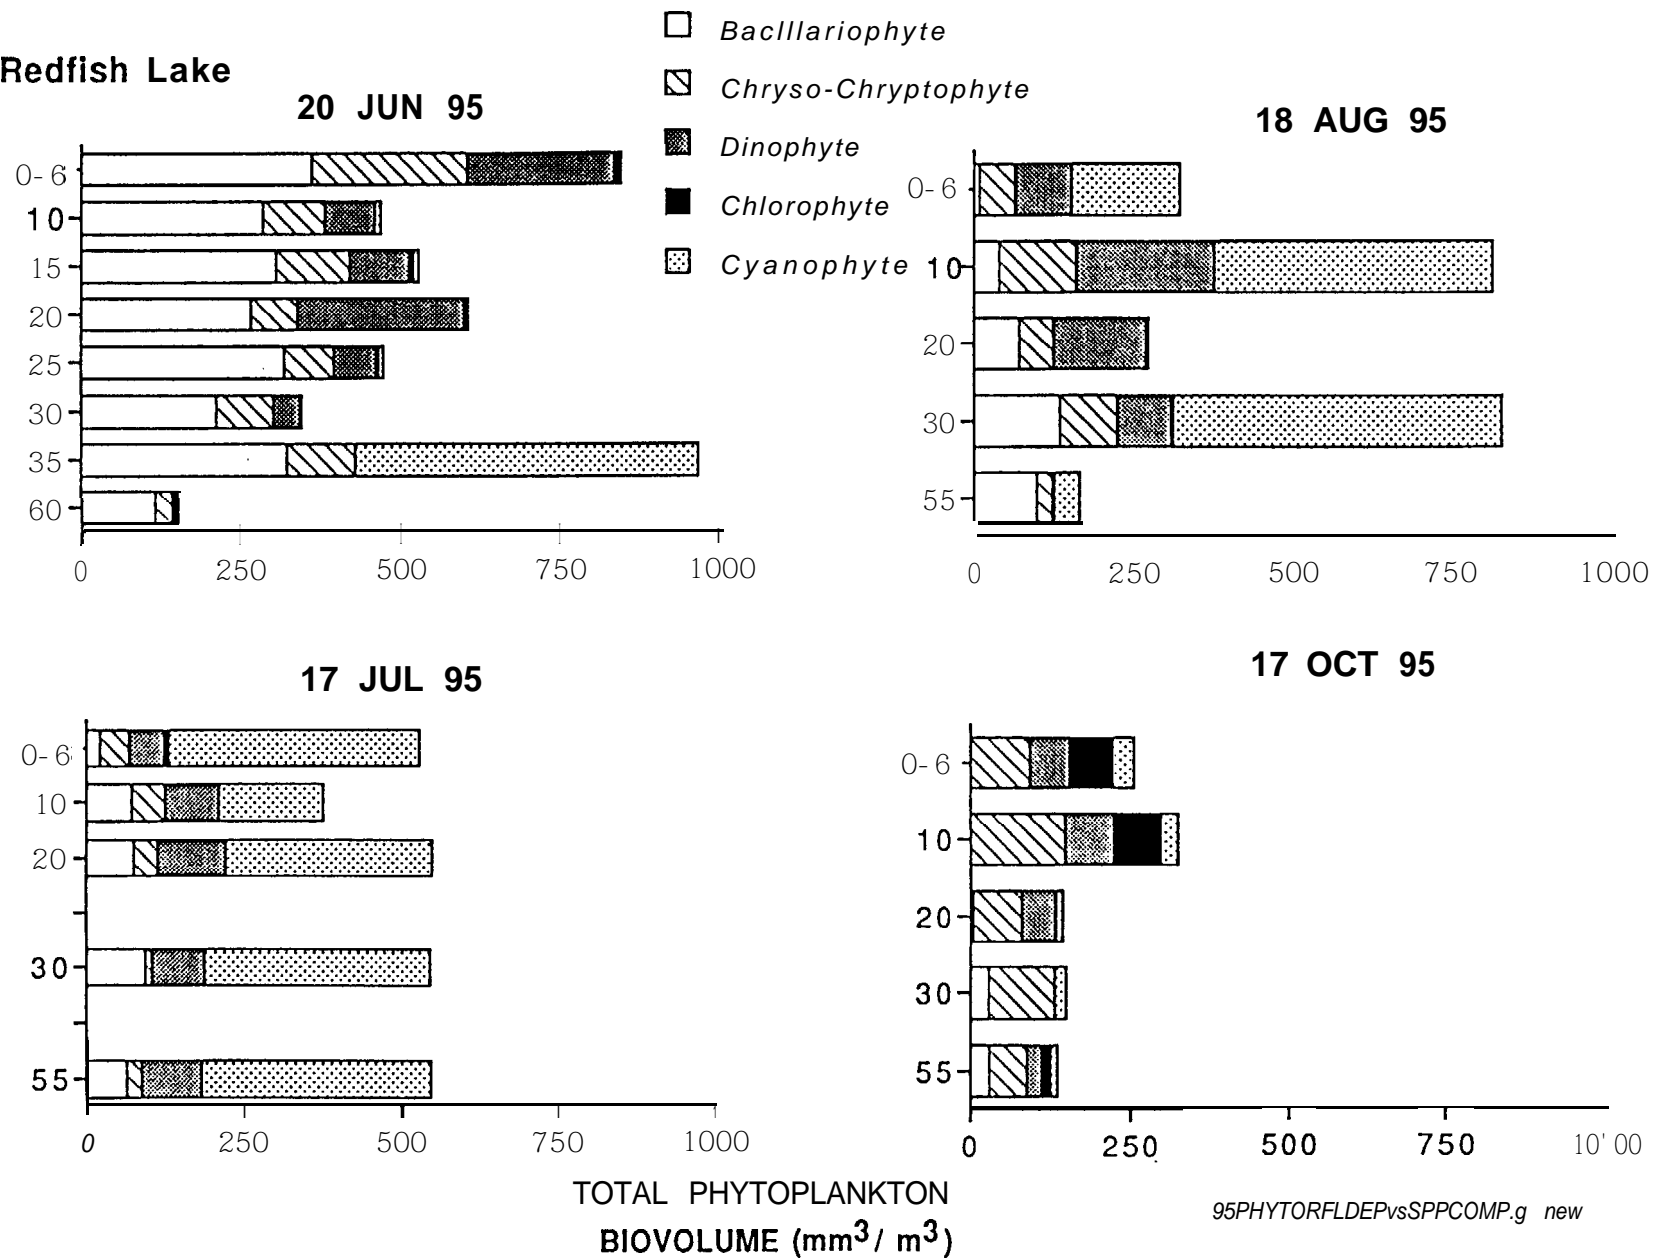 Redfish Lake
Baclllariophyte
Chryso-Chryptophyte
Dinophyte
Chlorophyte
Cyanophyte
20 JUN 95
0-6
10
15
20
25
30
35
60
0 250 500 750 1000
18 AUG 95
0-6
10
20
30
55
0 250 500 750 1000
17 JUL 95
0-6
10
20
30
55
0 250 500 750 1000
17 OCT 95
0-6
10
20
30
55
0 250 500 750 10'00
TOTAL PHYTOPLANKTON
BIOVOLUME (mm³/ m³)
95PHYTORFLDEPvsSPPCOMP.g new